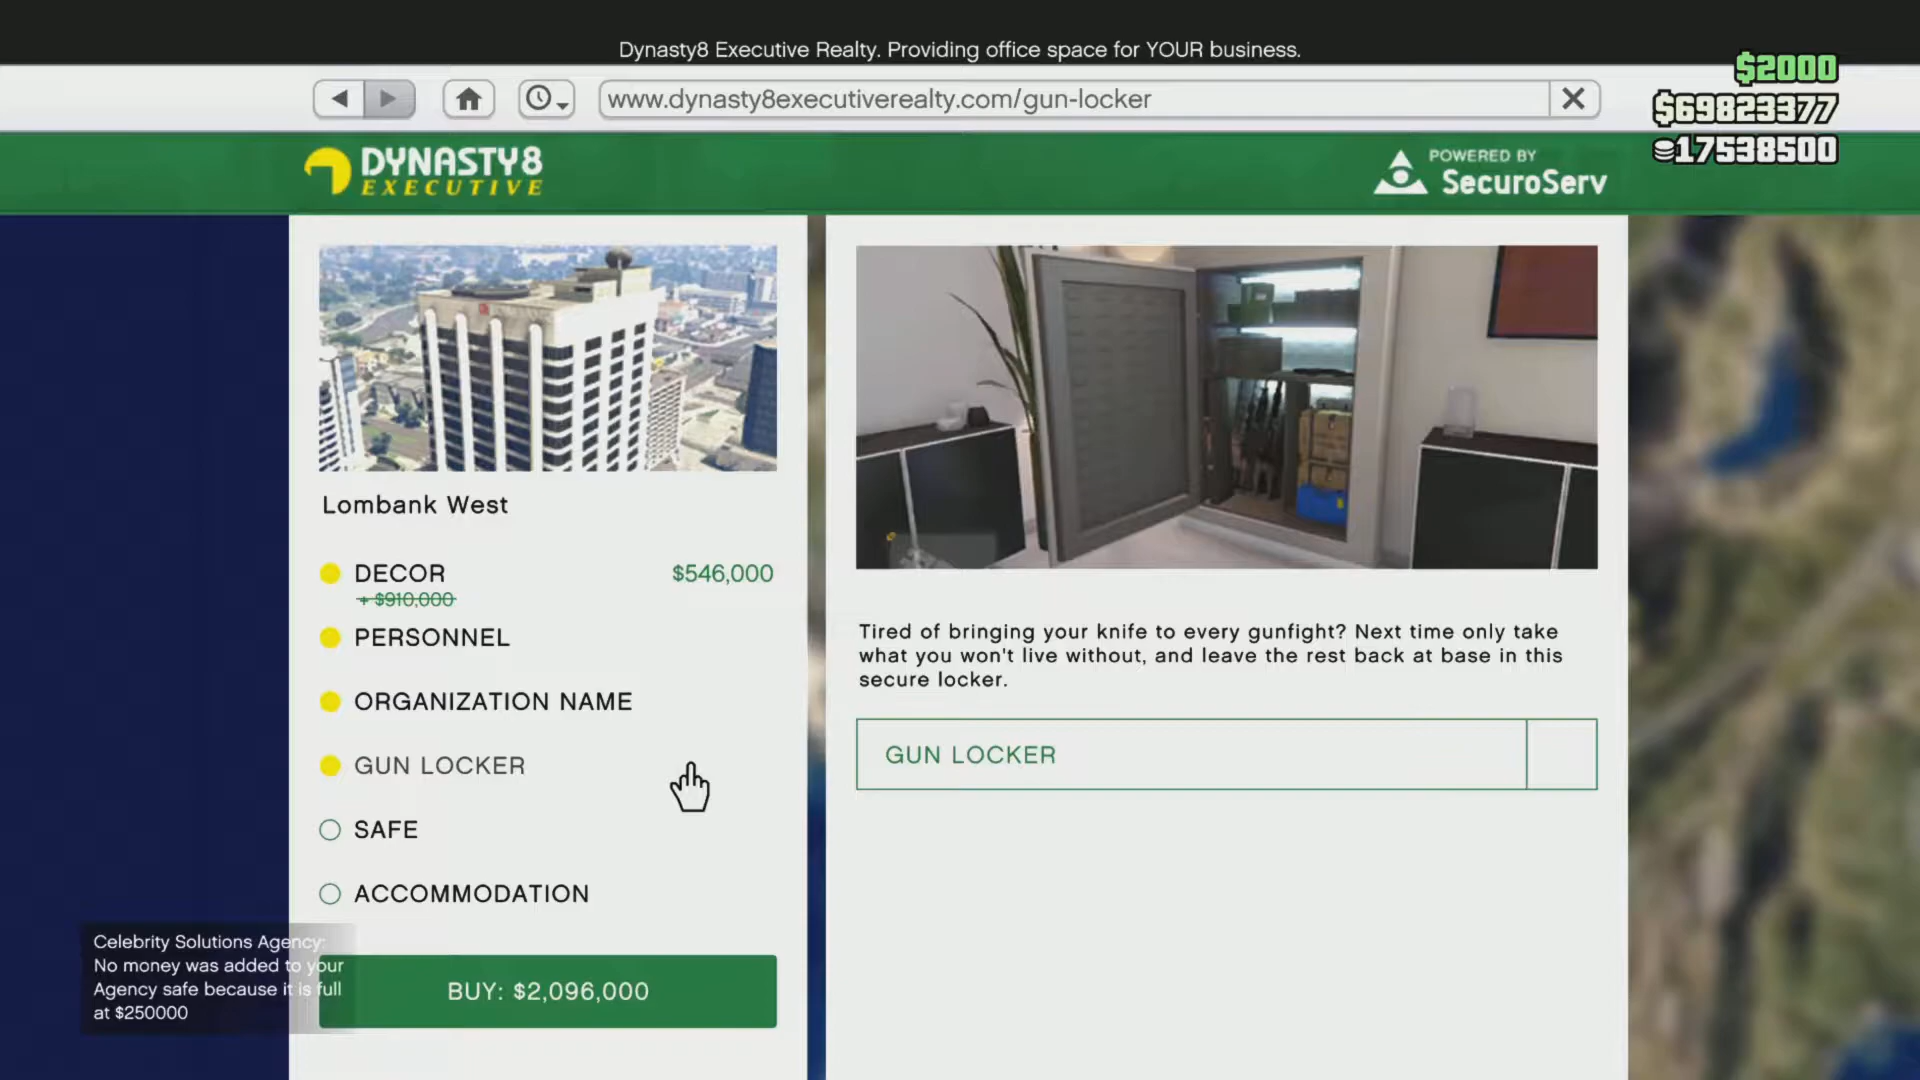 Dynasty8 Executive Realty. Providing office space for YOUR business.
$2000
www.dynasty8executiverealty.com/gun-locker
$69823377
17538500
DYNASTY8
EXECUTIVE
POWERED BY
SecuroServ
Lombank West
DECOR $546,000
+ $910,000
PERSONNEL
ORGANIZATION NAME
GUN LOCKER
SAFE
ACCOMMODATION
BUY: $2,096,000
Tired of bringing your knife to every gunfight? Next time only take
what you won't live without, and leave the rest back at base in this
secure locker.
GUN LOCKER
Celebrity Solutions Agency:
No money was added to your
Agency safe because it is full
at $250000